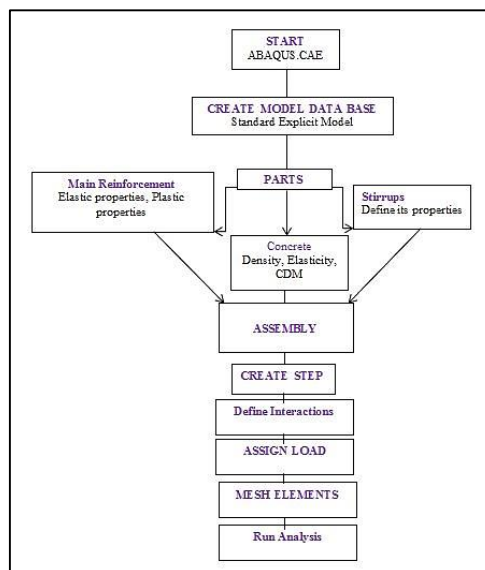 START
ABAQUS.CAE
CREATE MODEL DATA BASE
Standard Explicit Model
PARTS
Main Reinforcement
Elastic properties, Plastic
properties
Stirrups
Define its properties
Concrete
Density, Elasticity,
CDM
ASSEMBLY
CREATE STEP
Define Interactions
ASSIGN LOAD
MESH ELEMENTS
Run Analysis